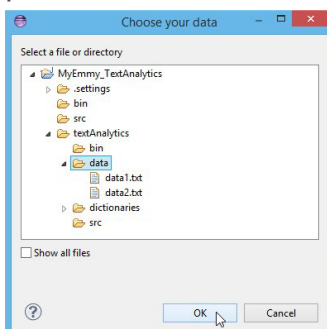 Choose your data
Select a file or directory
MyEmmy_TextAnalytics
.settings
bin
src
textAnalytics
bin
data
data1.txt
data2.txt
dictionaries
src
Show all files
OK
Cancel